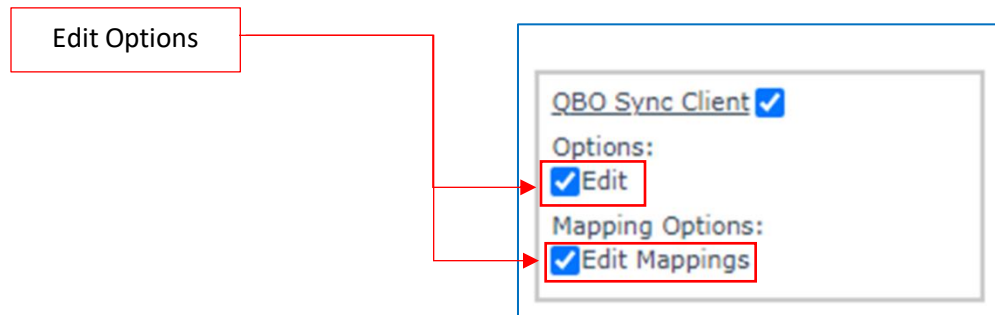 Edit Options
QBO Sync Client
Options:
Edit
Mapping Options:
Edit Mappings